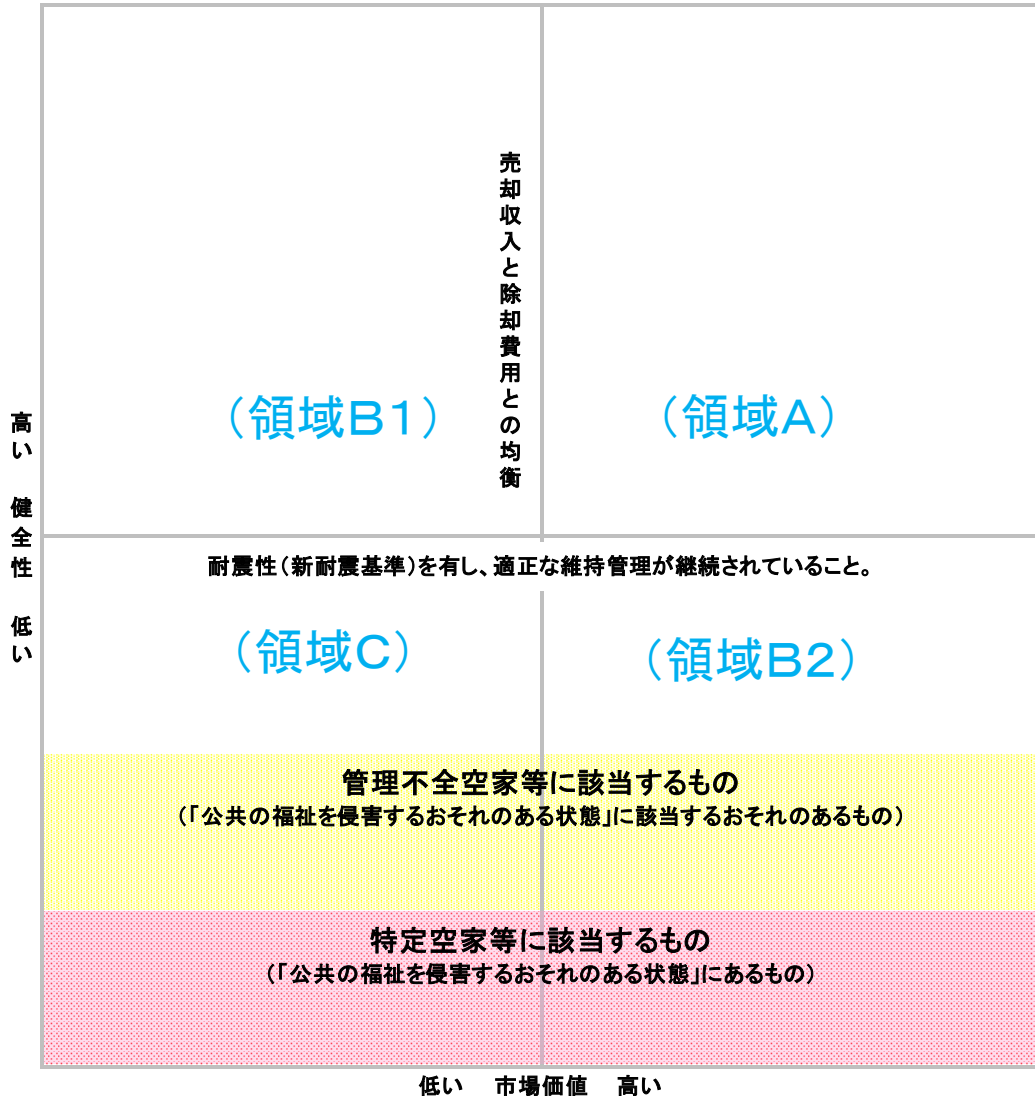 売却収入と除却費用との均衡
(領域B1)
(領域A)
高い 健全性 低い
耐震性(新耐震基準)を有し、適正な維持管理が継続されていること。
(領域C)
(領域B2)
管理不全空家等に該当するもの
(「公共の福祉を侵害するおそれのある状態」に該当するおそれのあるもの)
特定空家等に該当するもの
(「公共の福祉を侵害するおそれのある状態」にあるもの)
低い 市場価値 高い